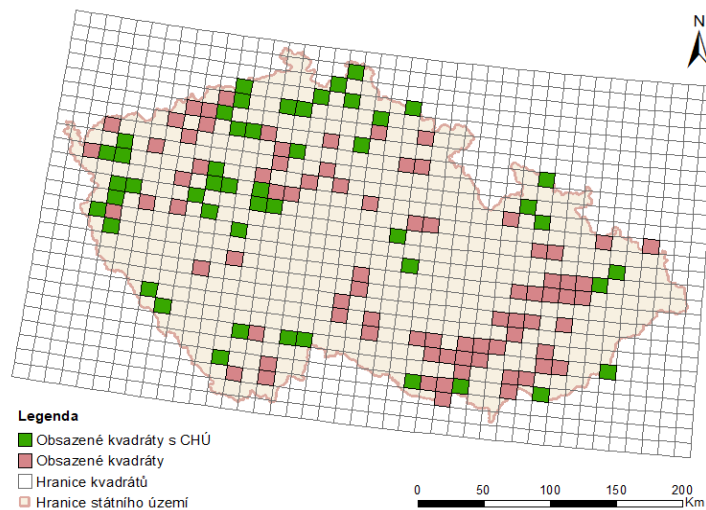 N
Legenda
Obsazené kvadráty s CHÚ
Obsazené kvadráty
Hranice kvadrátů
Hranice státního území
0 50 100 150 200
Km